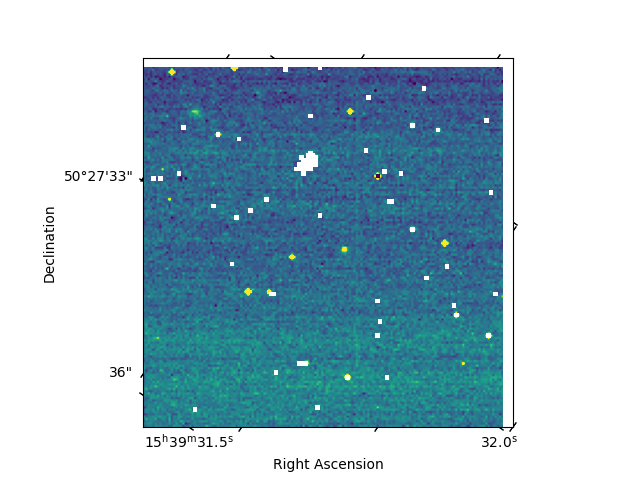 50°27'33"
Declination
36"
15ʰ39ᵐ31.5ˢ
32.0ˢ
Right Ascension